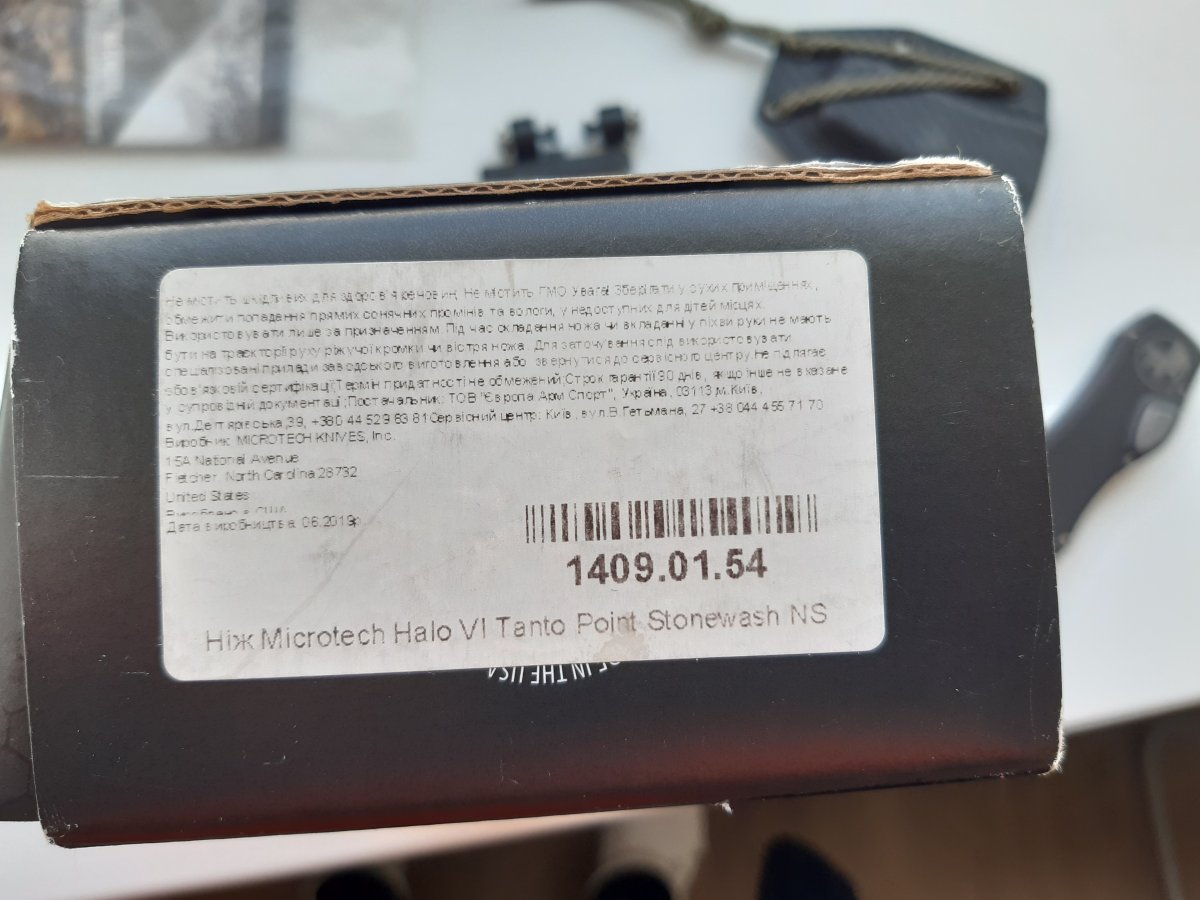 Не містить шкідливих для здоров'я речовин. Не містить ГМО Увага! Зберігати у сухих приміщеннях,
обмежити попадання прямих сонячних променів та вологи, у недоступних для дітей місцях.
Використовувати лише за призначенням. Під час складання ножа чи вкладанні у піхви руки не мають
бути на траєкторії руху ріжучої кромки чи вістря ножа. Для заточування слід використовувати
спеціалізовані прилади заводського виготовлення або звернутися до сервісного центру.Не підлягає
обов'язковій сертифікації;Термін придатності не обмежений;Строк гарантії 90 днів, якщо інше не вказане
у супровідній документації;Постачальник: ТОВ "Європа Арм Спорт", Україна, 03113,м.Київ,
вул.Дегтярівська,39, +380 44 529 83 81Сервісний центр: Київ, вул.В.Гетьмана, 27 +38 044 455 71 70
Виробник: MICROTECH KNIVES, Inc.
15A National Avenue
Fletcher, North Carolina 28732
United States
Вироблено в США
Дата виробництва: 06.2019р.
1409.01.54
Ніж Microtech Halo VI Tanto Point Stonewash NS
IN THE USA